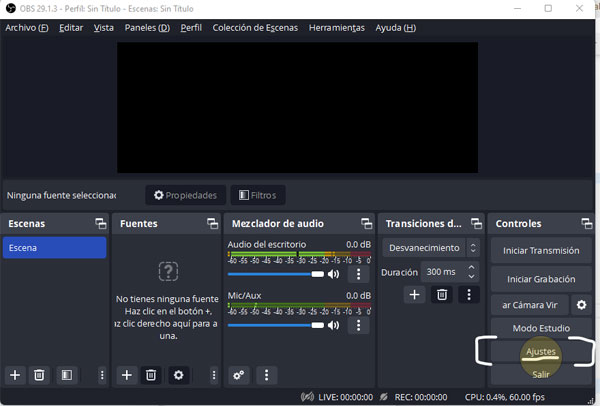 OBS 29.1.3 - Perfil: Sin Título - Escenas: Sin Título
Archivo (F) Editar Vista Paneles (D) Perfil Colección de Escenas Herramientas Ayuda (H)
Ninguna fuente seleccionad Propiedades Filtros
Escenas
Escena
Fuentes
No tienes ninguna fuente
Haz clic en el botón +,
az clic derecho aquí para a
una.
Mezclador de audio
Audio del escritorio 0.0 dB
-60 -55 -50 -45 -40 -35 -30 -25 -20 -15 -10 -5 0
Mic/Aux 0.0 dB
-60 -55 -50 -45 -40 -35 -30 -25 -20 -15 -10 -5 0
Transiciones d...
Desvanecimiento
Duración 300 ms
Controles
Iniciar Transmisión
Iniciar Grabación
ar Cámara Vir
Modo Estudio
Ajustes
Salir
LIVE: 00:00:00 REC: 00:00:00 CPU: 0.4%, 60.00 fps